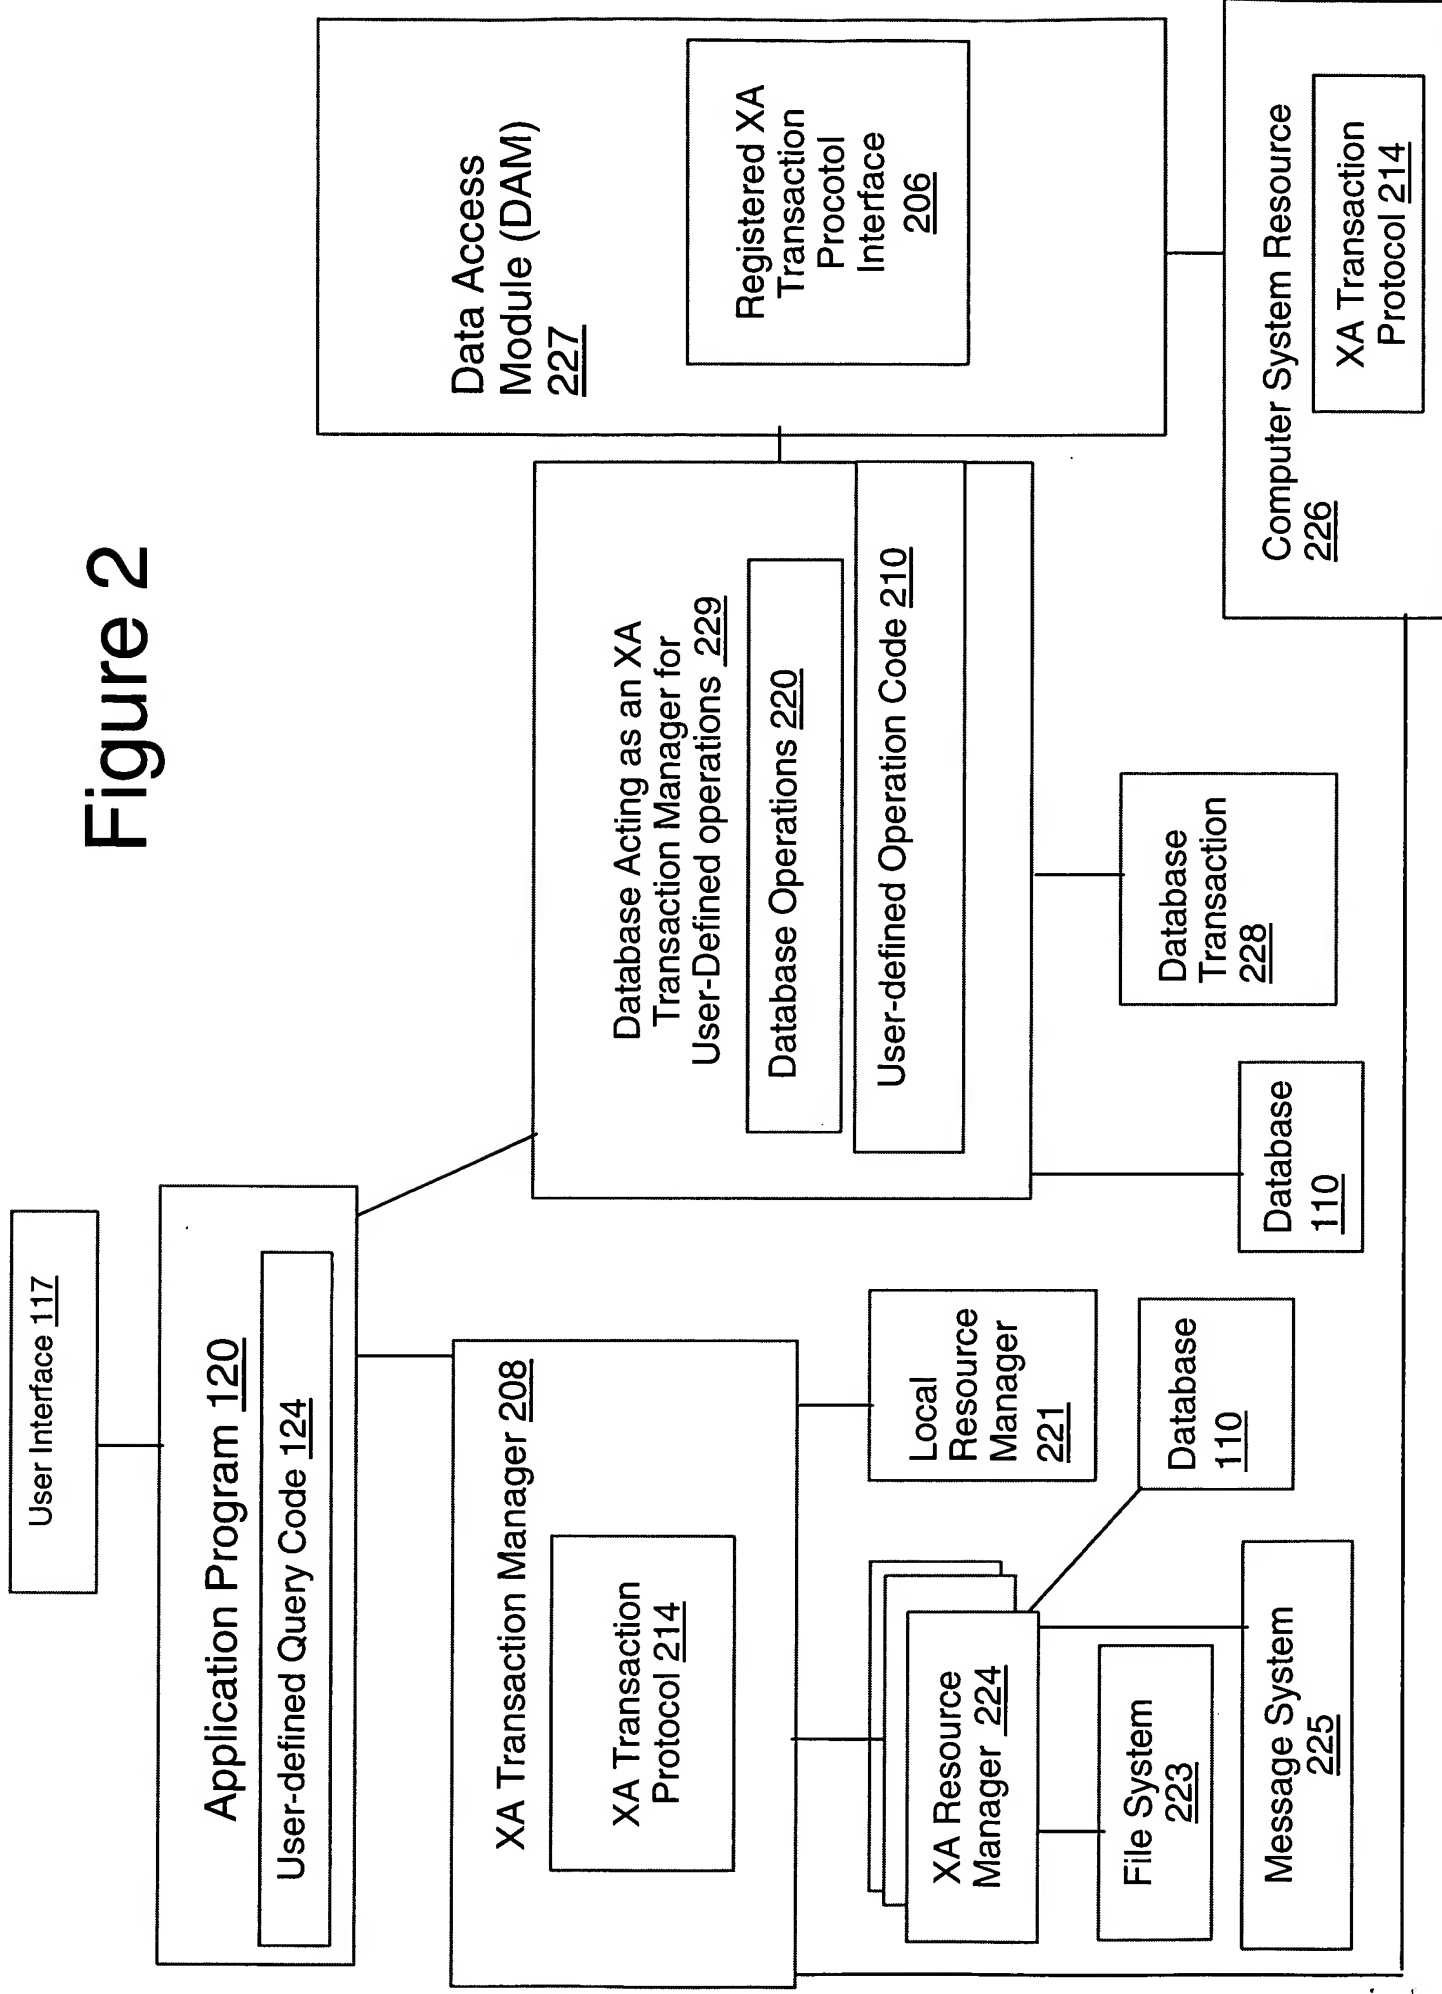 Figure 2
User Interface 117
Application Program 120
User-defined Query Code 124
XA Transaction Manager 208
XA Transaction
Protocol 214
Local
Resource
Manager
221
XA Resource
Manager 224
Database
110
File System
223
Message System
225
Database Acting as an XA
Transaction Manager for
User-Defined operations 229
Database Operations 220
User-defined Operation Code 210
Database
110
Database
Transaction
228
Data Access
Module (DAM)
227
Registered XA
Transaction
Procotol
Interface
206
Computer System Resource
226
XA Transaction
Protocol 214